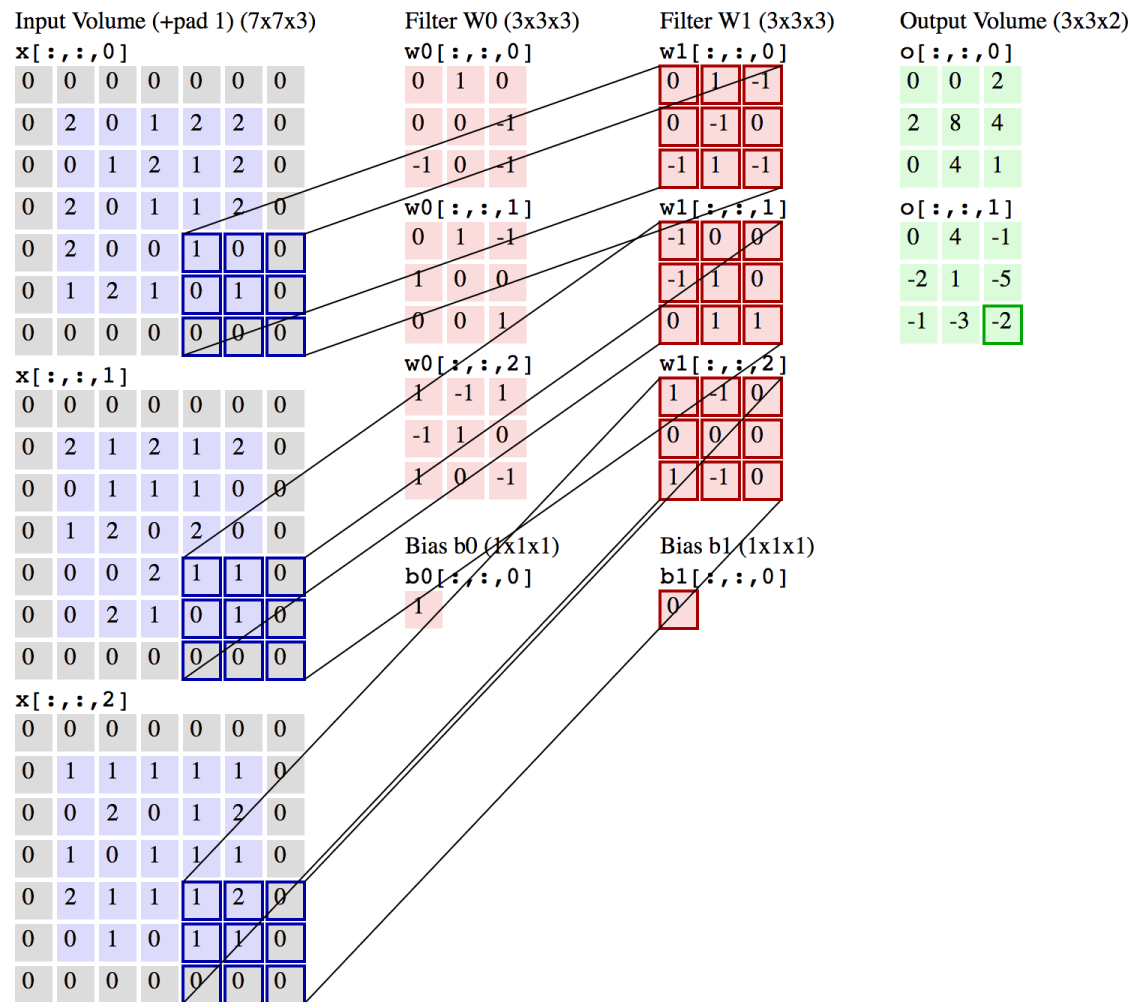 Input Volume (+pad 1) (7x7x3)
x[:,:,0]
0 0 0 0 0 0 0
0 2 0 1 2 2 0
0 0 1 2 1 2 0
0 2 0 1 1 2 0
0 2 0 0 1 0 0
0 1 2 1 0 1 0
0 0 0 0 0 0 0
x[:,:,1]
0 0 0 0 0 0 0
0 2 1 2 1 2 0
0 0 1 1 1 0 0
0 1 2 0 2 0 0
0 0 0 2 1 1 0
0 0 2 1 0 1 0
0 0 0 0 0 0 0
x[:,:,2]
0 0 0 0 0 0 0
0 1 1 1 1 1 0
0 0 2 0 1 2 0
0 1 0 1 1 1 0
0 2 1 1 1 2 0
0 0 1 0 1 1 0
0 0 0 0 0 0 0
Filter W0 (3x3x3)
w0[:,:,0]
0 1 0
0 0 -1
-1 0 -1
w0[:,:,1]
0 1 -1
1 0 0
0 0 1
w0[:,:,2]
1 -1 1
-1 1 0
1 0 -1
Bias b0 (1x1x1)
b0[:,:,0]
1
Filter W1 (3x3x3)
w1[:,:,0]
0 1 -1
0 -1 0
-1 1 -1
w1[:,:,1]
-1 0 0
-1 1 0
0 1 1
w1[:,:,2]
1 -1 0
0 0 0
1 -1 0
Bias b1 (1x1x1)
b1[:,:,0]
0
Output Volume (3x3x2)
o[:,:,0]
0 0 2
2 8 4
0 4 1
o[:,:,1]
0 4 -1
-2 1 -5
-1 -3 -2